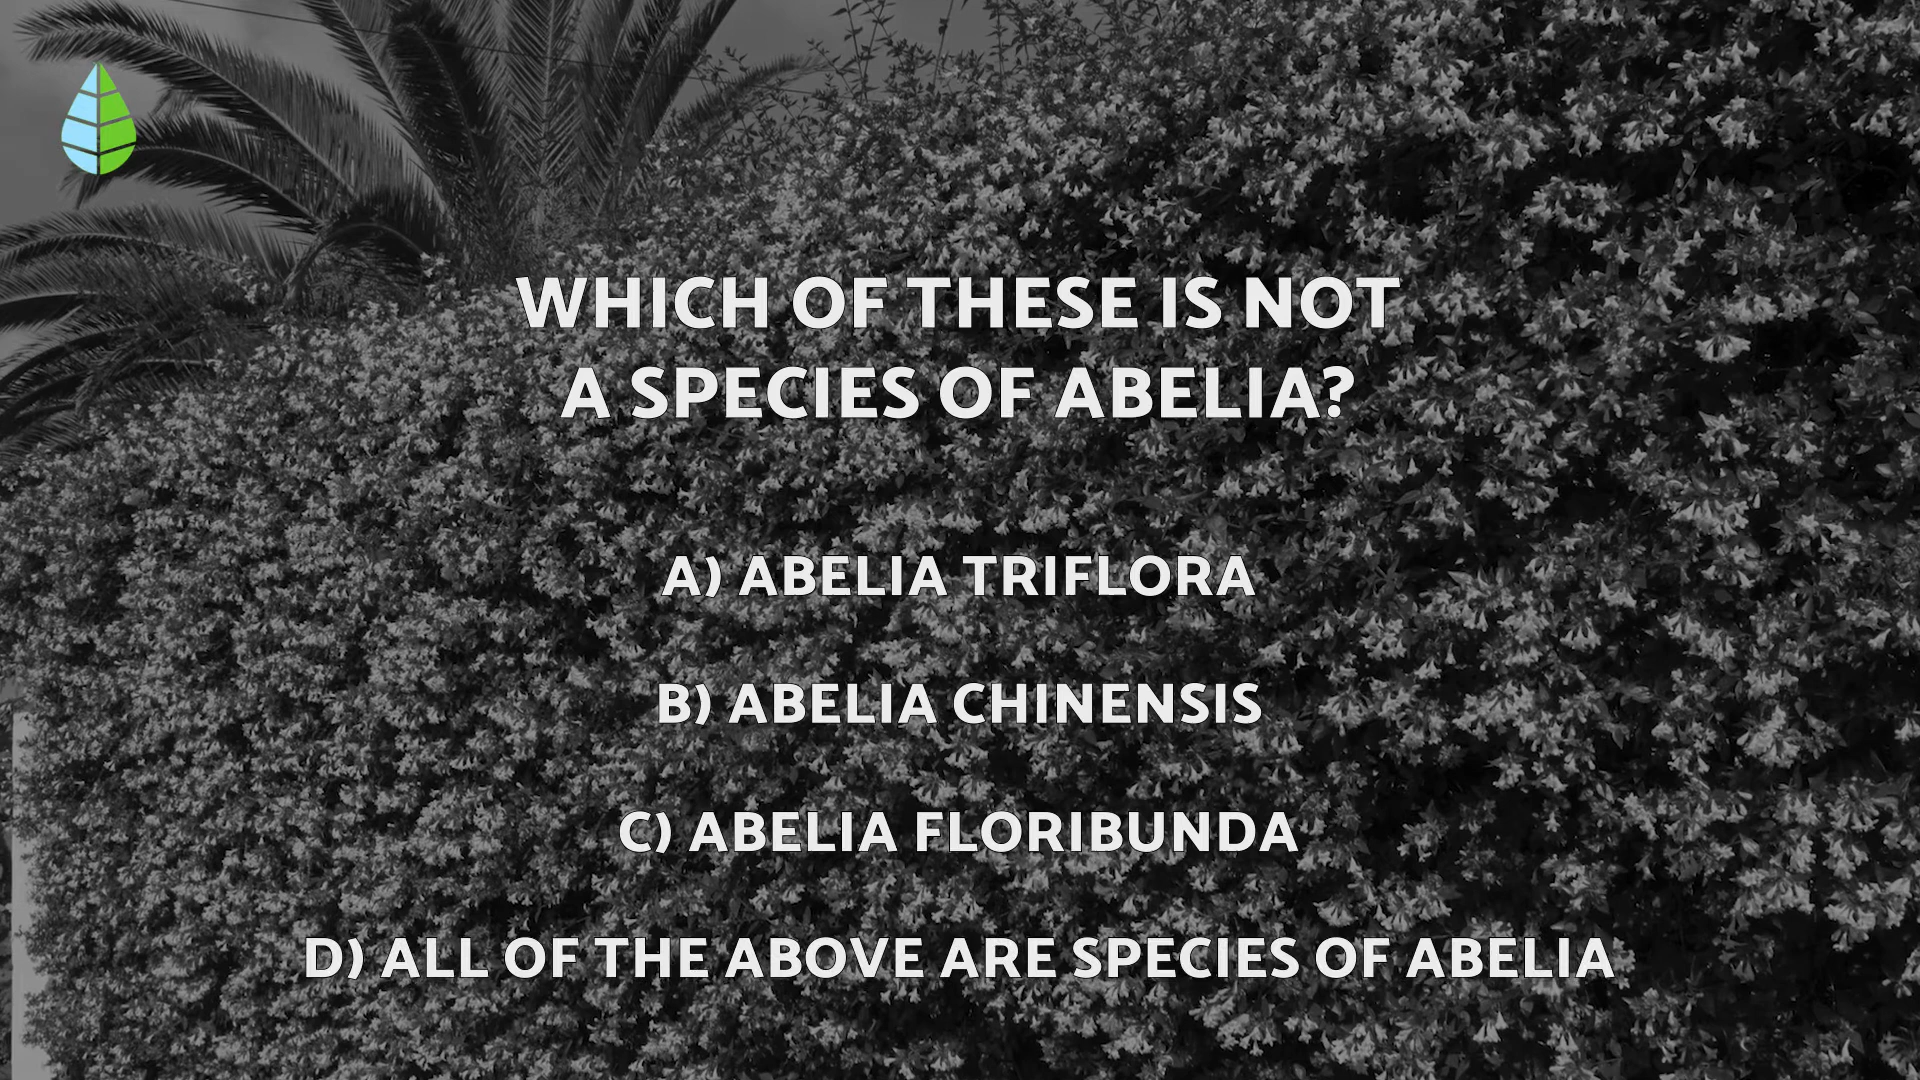 WHICH OF THESE IS NOT
A SPECIES OF ABELIA?
A) ABELIA TRIFLORA
B) ABELIA CHINENSIS
C) ABELIA FLORIBUNDA
D) ALL OF THE ABOVE ARE SPECIES OF ABELIA